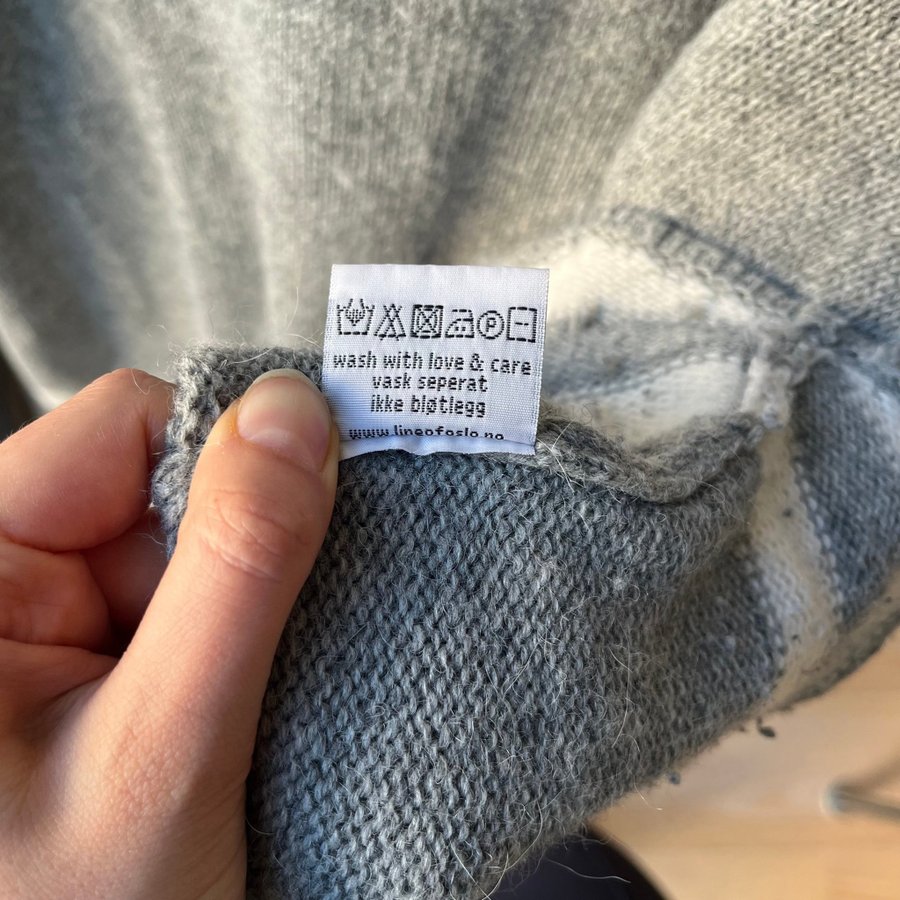 P
wash with love & care
vask seperat
ikke bløtlegg
www.lineofoslo.no